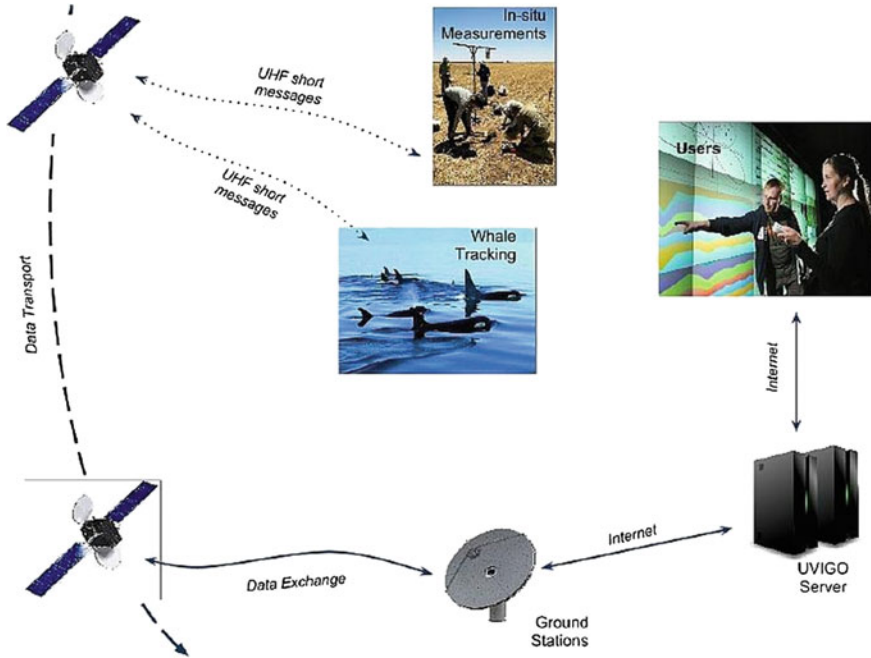 In-situ
Measurements
UHF short
messages
Users
UHF short
messages
Whale
Tracking
Data Transport
Internet
Internet
Data Exchange
UVIGO
Server
Ground
Stations